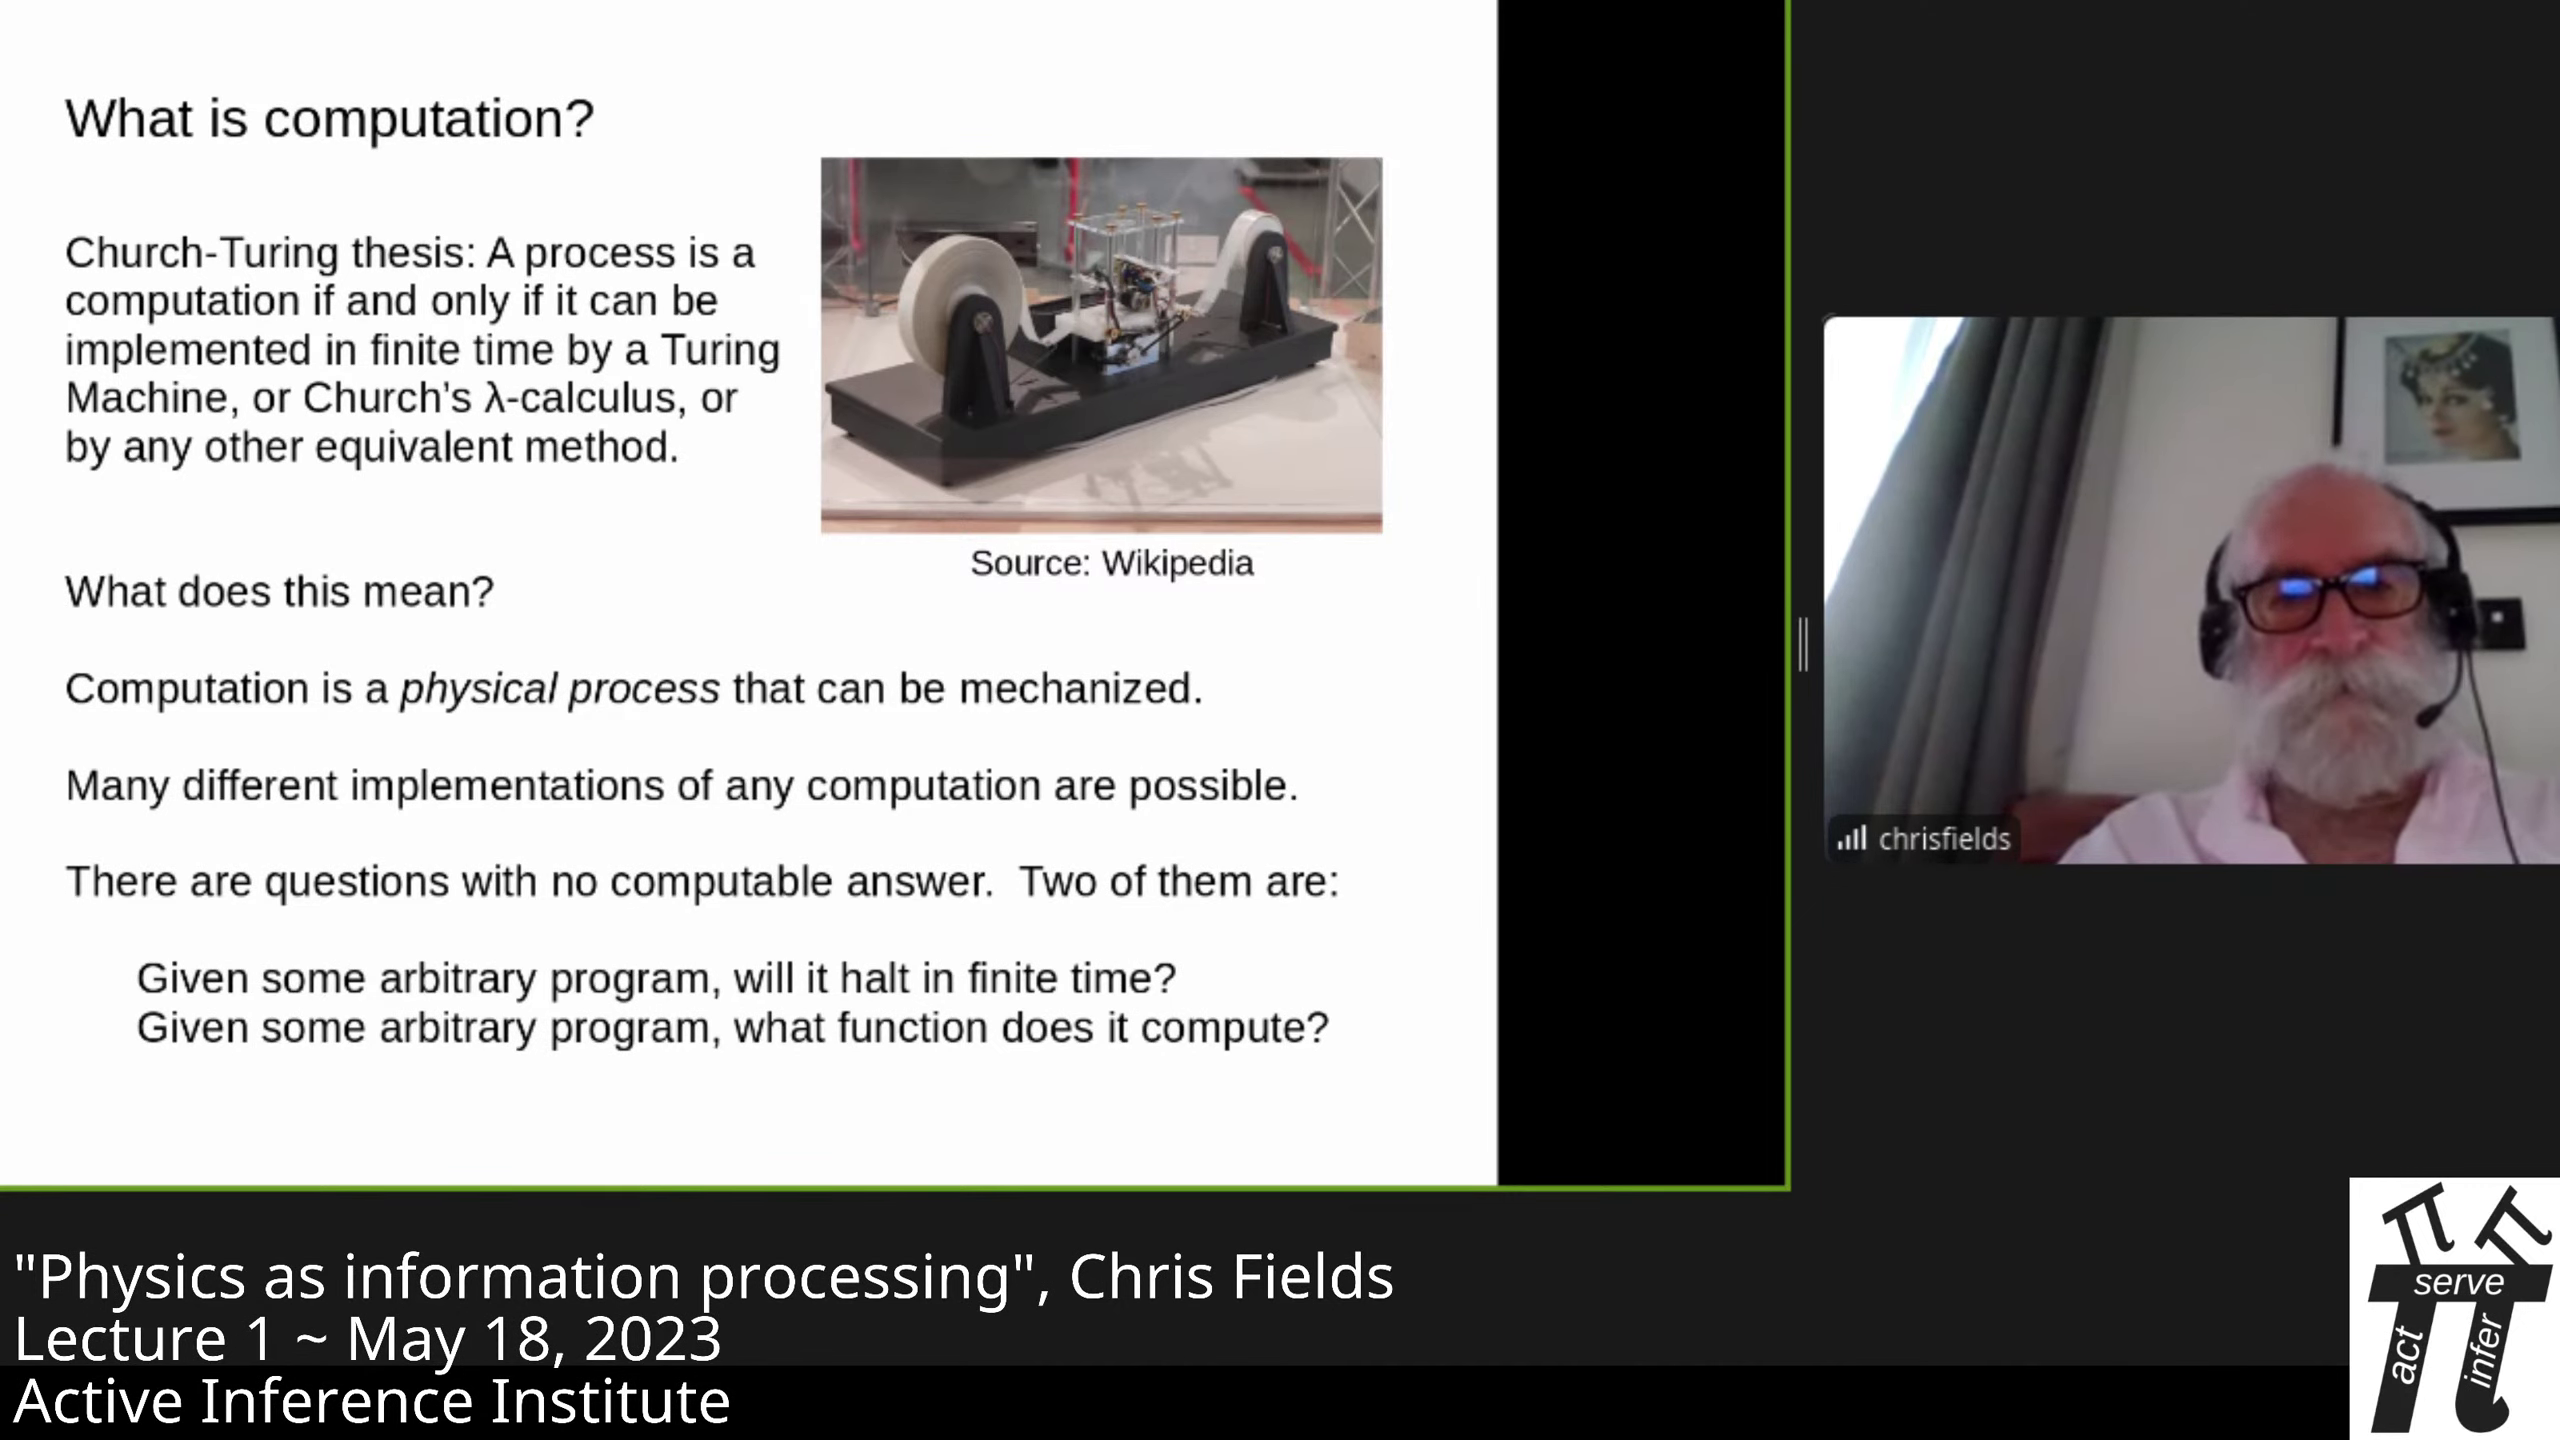 What is computation?
Church-Turing thesis: A process is a
computation if and only if it can be
implemented in finite time by a Turing
Machine, or Church's λ-calculus, or
by any other equivalent method.
Source: Wikipedia
What does this mean?
Computation is a physical process that can be mechanized.
Many different implementations of any computation are possible.
There are questions with no computable answer.  Two of them are:
Given some arbitrary program, will it halt in finite time?
Given some arbitrary program, what function does it compute?
chrisfields
"Physics as information processing", Chris Fields
Lecture 1 ~ May 18, 2023
Active Inference Institute
serve
act
infer